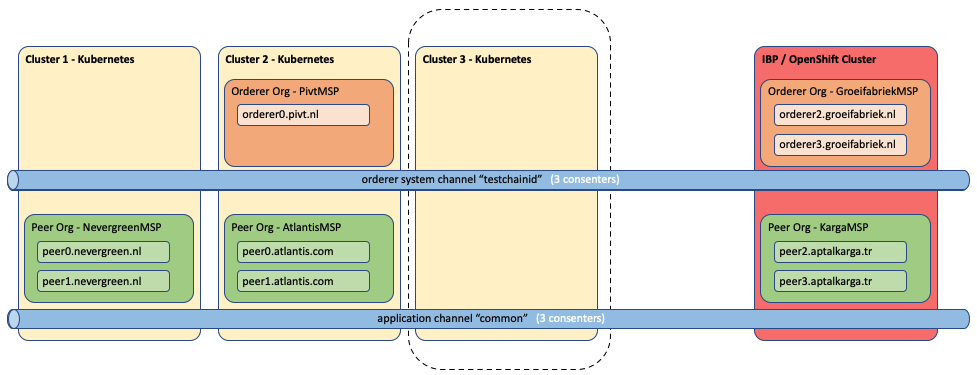 Cluster 1 - Kubernetes
Cluster 2 - Kubernetes
Cluster 3 - Kubernetes
IBP / OpenShift Cluster
Orderer Org - PivtMSP
orderer0.pivt.nl
Orderer Org - GroeifabriekMSP
orderer2.groeifabriek.nl
orderer3.groeifabriek.nl
orderer system channel “testchainid” (3 consenters)
Peer Org - NevergreenMSP
peer0.nevergreen.nl
peer1.nevergreen.nl
Peer Org - AtlantisMSP
peer0.atlantis.com
peer1.atlantis.com
Peer Org - KargaMSP
peer2.aptalkarga.tr
peer3.aptalkarga.tr
application channel “common” (3 consenters)